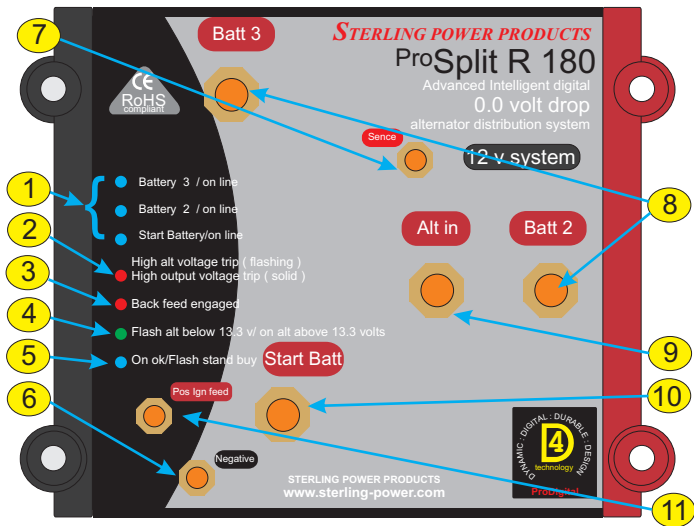 7
Batt 3
STERLING POWER PRODUCTS
ProSplit R 180
Advanced Intelligent digital
0.0 volt drop
alternator distribution system
CE
RoHS
compliant
Sence
12 v system
1
Battery 3 / on line
Battery 2 / on line
Start Battery/on line
8
2
High alt voltage trip ( flashing )
High output voltage trip ( solid )
Alt in
Batt 2
3
Back feed engaged
4
Flash alt below 13.3 v/ on alt above 13.3 volts
9
5
On ok/Flash stand buy
Start Batt
6
Pos Ign feed
10
Negative
DYNAMIC · DIGITAL · DURABLE · DESIGN
D4
technology
ProDigital
STERLING POWER PRODUCTS
www.sterling-power.com
11